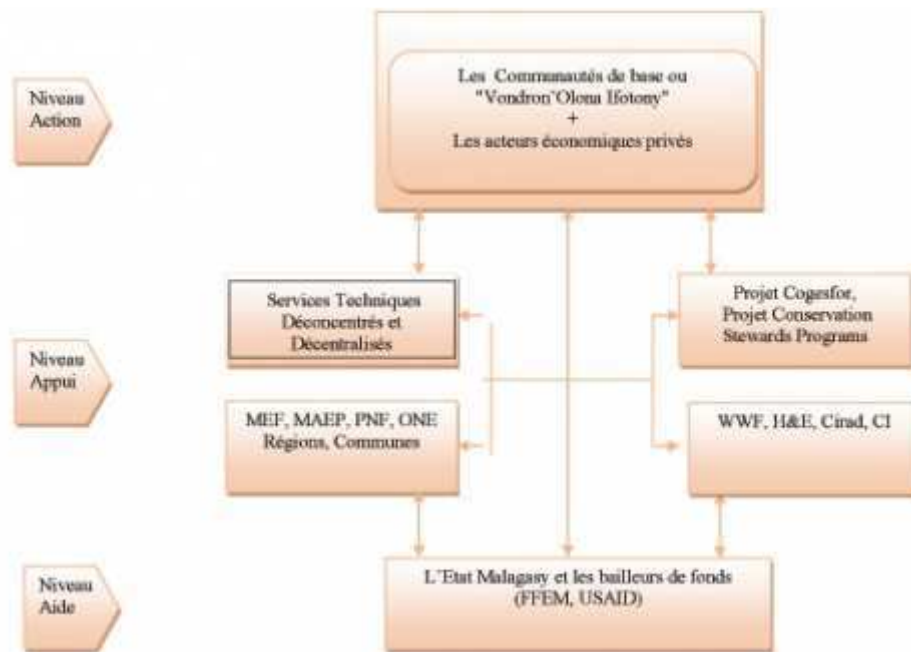 Niveau
Action
Les Communautés de base ou
"Vondron`Olona Ifotony"
+
Les acteurs économiques privés
Niveau
Appui
Services Techniques
Déconcentrés et
Décentralisés
Projet Cogesfor,
Projet Conservation
Stewards Programa
MEF, MAEP, PNF, ONE
Régions, Communes
WWF, H&E, Cirad, CI
Niveau
Aide
L`Etat Malagasy et les bailleurs de fonds
(FFEM, USAID)